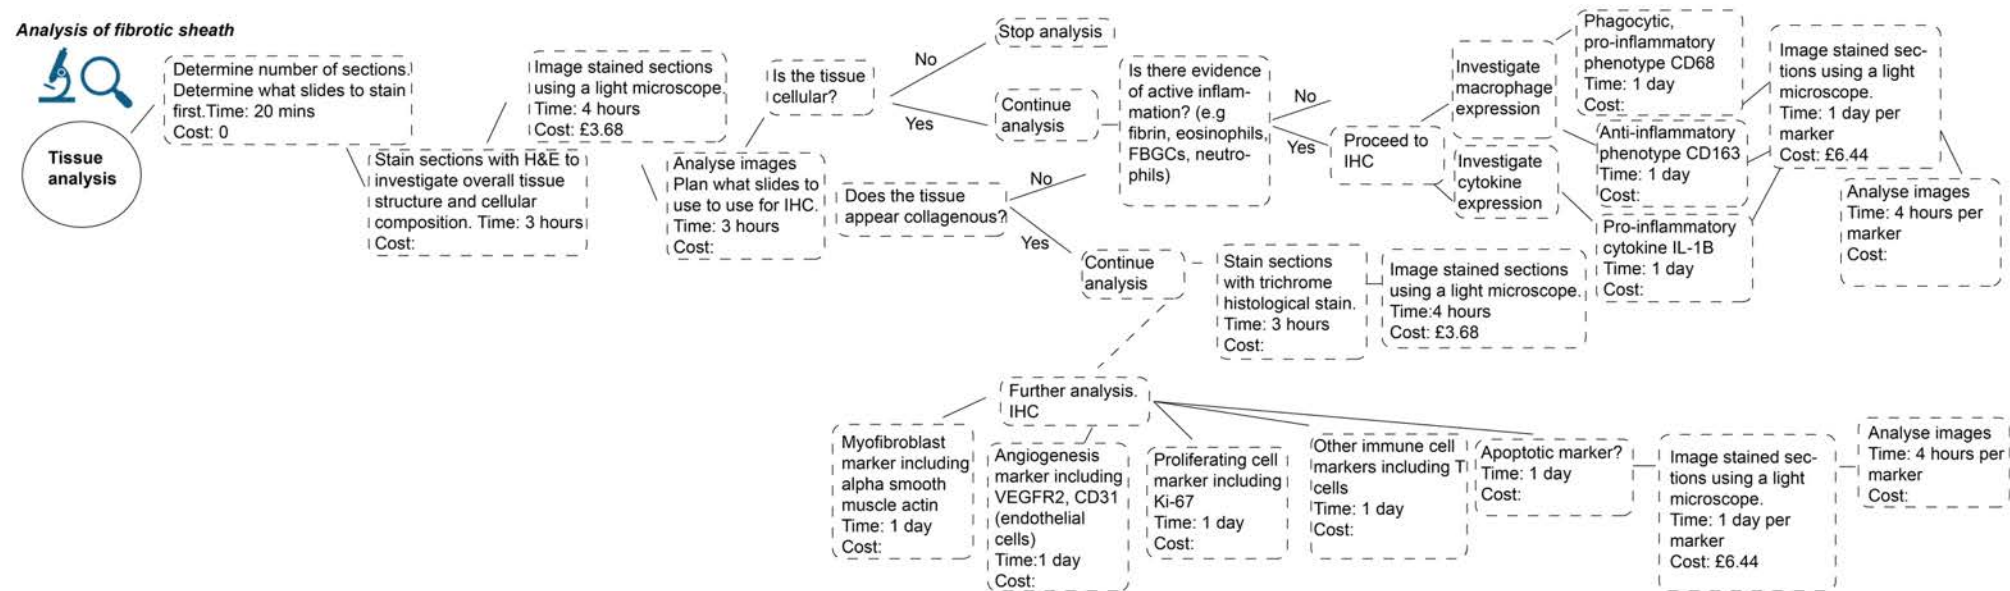 Analysis of fibrotic sheath
Tissue
analysis
Determine number of sections.
Determine what slides to stain
first.Time: 20 mins
Cost: 0
Stain sections with H&E to
investigate overall tissue
structure and cellular
composition. Time: 3 hours
Cost:
Image stained sections
using a light microscope.
Time: 4 hours
Cost: £3.68
Analyse images
Plan what slides to
use to use for IHC.
Time: 3 hours
Cost:
Is the tissue
cellular?
No
Stop analysis
Yes
Continue
analysis
Is there evidence
of active inflam-
mation? (e.g
fibrin, eosinophils,
FBGCs, neutro-
phils)
No
Yes
Proceed to
IHC
Investigate
macrophage
expression
Investigate
cytokine
expression
Phagocytic,
pro-inflammatory
phenotype CD68
Time: 1 day
Cost:
Anti-inflammatory
phenotype CD163
Time: 1 day
Cost:
Pro-inflammatory
cytokine IL-1B
Time: 1 day
Cost:
Image stained sec-
tions using a light
microscope.
Time: 1 day per
marker
Cost: £6.44
Analyse images
Time: 4 hours per
marker
Cost:
Does the tissue
appear collagenous?
No
Yes
Continue
analysis
Stain sections
with trichrome
histological stain.
Time: 3 hours
Cost:
Image stained sections
using a light microscope.
Time:4 hours
Cost: £3.68
Further analysis.
IHC
Myofibroblast
marker including
alpha smooth
muscle actin
Time: 1 day
Cost:
Angiogenesis
marker including
VEGFR2, CD31
(endothelial
cells)
Time:1 day
Cost:
Proliferating cell
marker including
Ki-67
Time: 1 day
Cost:
Other immune cell
markers including T
cells
Time: 1 day
Cost:
Apoptotic marker?
Time: 1 day
Cost:
Image stained sec-
tions using a light
microscope.
Time: 1 day per
marker
Cost: £6.44
Analyse images
Time: 4 hours per
marker
Cost: